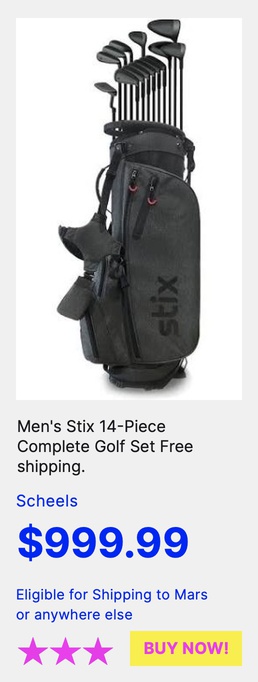 stix
Men's Stix 14-Piece
Complete Golf Set Free
shipping.
Scheels
$999.99
Eligible for Shipping to Mars
or anywhere else
BUY NOW!